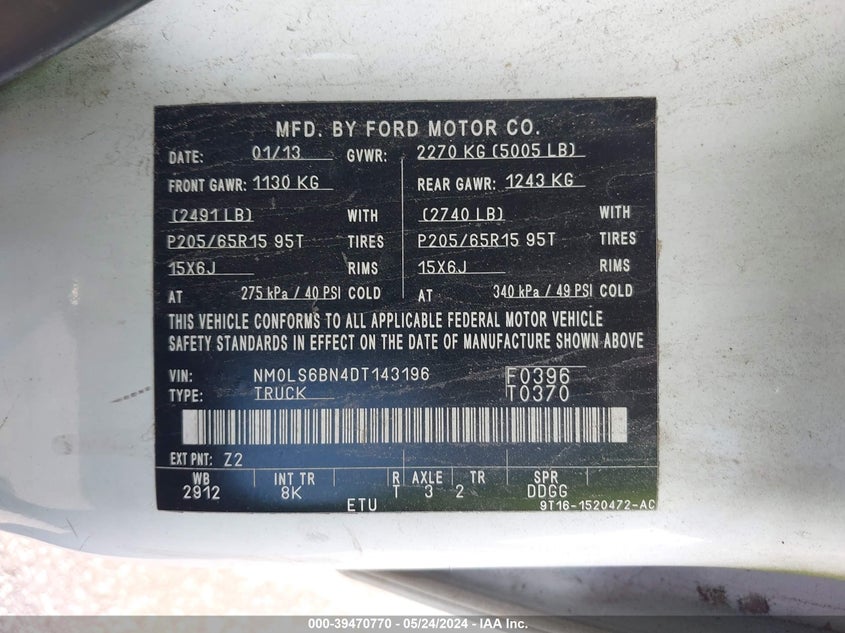 MFD. BY FORD MOTOR CO.
DATE: 01/13 GVWR: 2270 KG (5005 LB)
FRONT GAWR: 1130 KG REAR GAWR: 1243 KG
(2491 LB) WITH (2740 LB) WITH
P205/65R15 95T TIRES P205/65R15 95T TIRES
15X6J RIMS 15X6J RIMS
AT 275 kPa / 40 PSI COLD AT 340 kPa / 49 PSI COLD
THIS VEHICLE CONFORMS TO ALL APPLICABLE FEDERAL MOTOR VEHICLE
SAFETY STANDARDS IN EFFECT ON THE DATE OF MANUFACTURE SHOWN ABOVE
VIN: NM0LS6BN4DT143196 F0396
TYPE: TRUCK T0370
EXT PNT: Z2
WB INT TR R AXLE TR SPR
2912 8K T 3 2 DDGG
ETU 9T16-1520472-AC
000-39470770 - 05/24/2024 - IAA Inc.